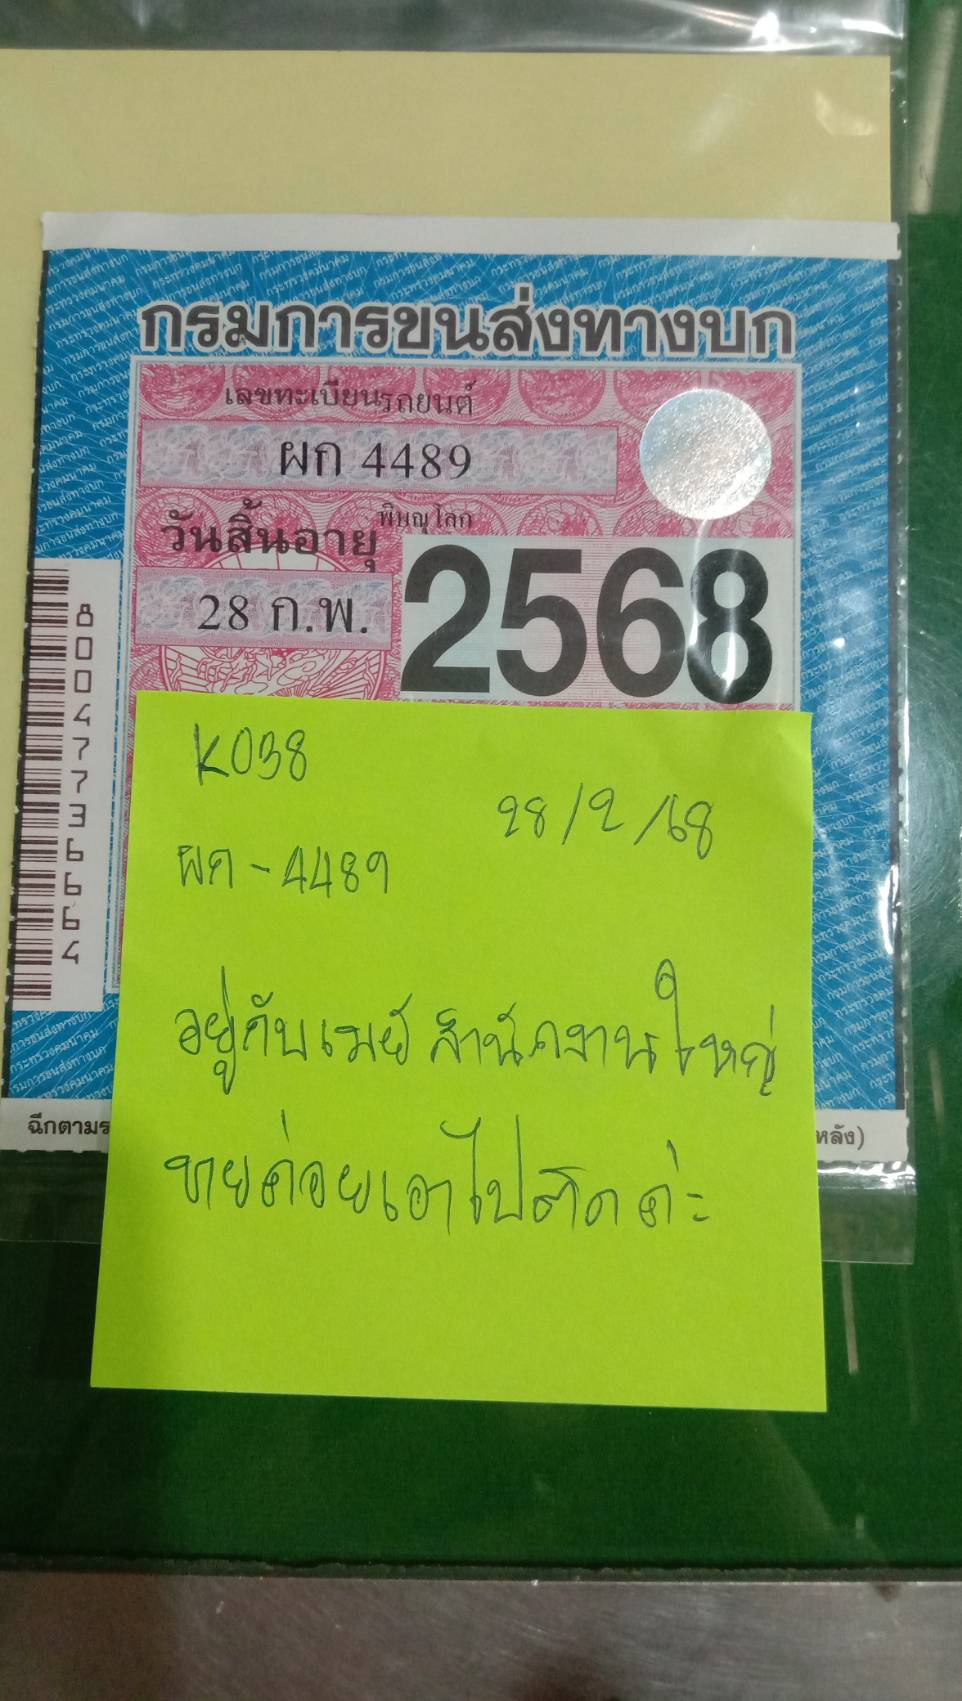 กรมการขนส่งทางบก
เลขทะเบียนรถยนต์
ผก 4489
พิษณุโลก
วันสิ้นอายุ
28 ก.พ.
2568
8004773664
K038
28/2/68
ผก-4489
อยู่กับเมย์ สำนักงานใหญ่
ขายค่อยเอาไปติดค่ะ
ฉีกตามร
หลัง)